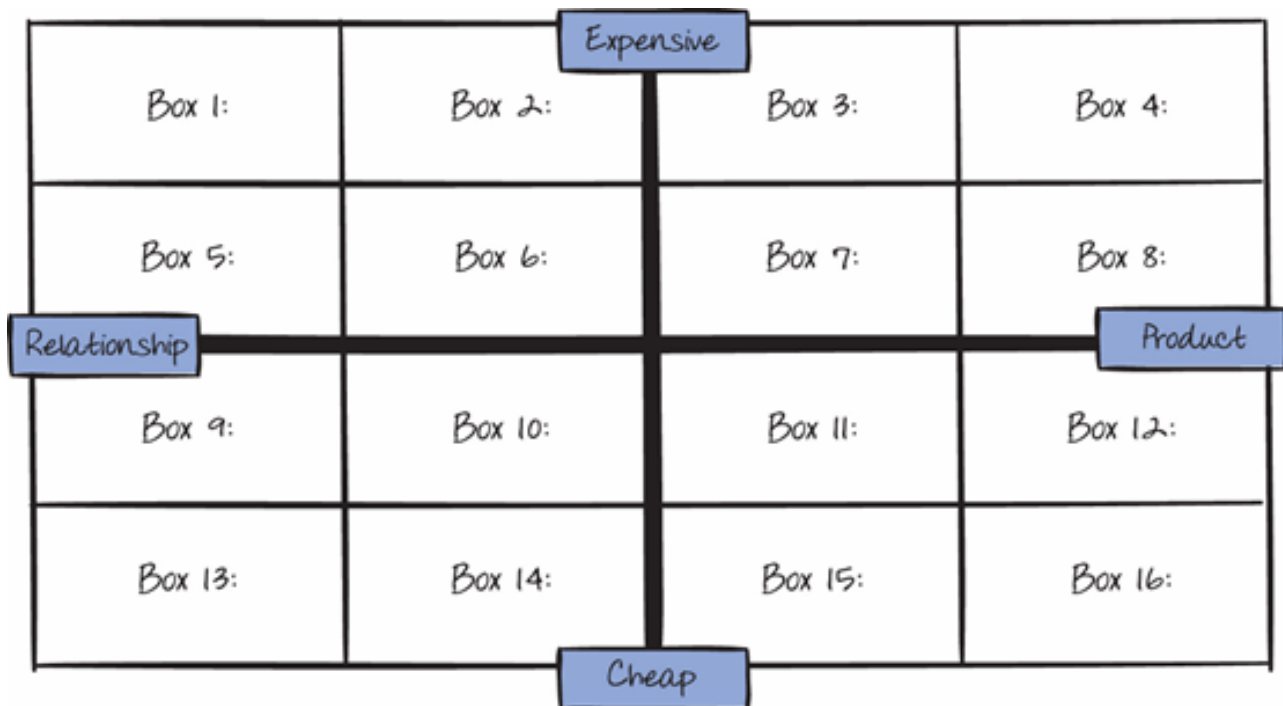 Expensive
Box 1:
Box 2:
Box 3:
Box 4:
Box 5:
Box 6:
Box 7:
Box 8:
Relationship
Product
Box 9:
Box 10:
Box 11:
Box 12:
Box 13:
Box 14:
Box 15:
Box 16:
Cheap